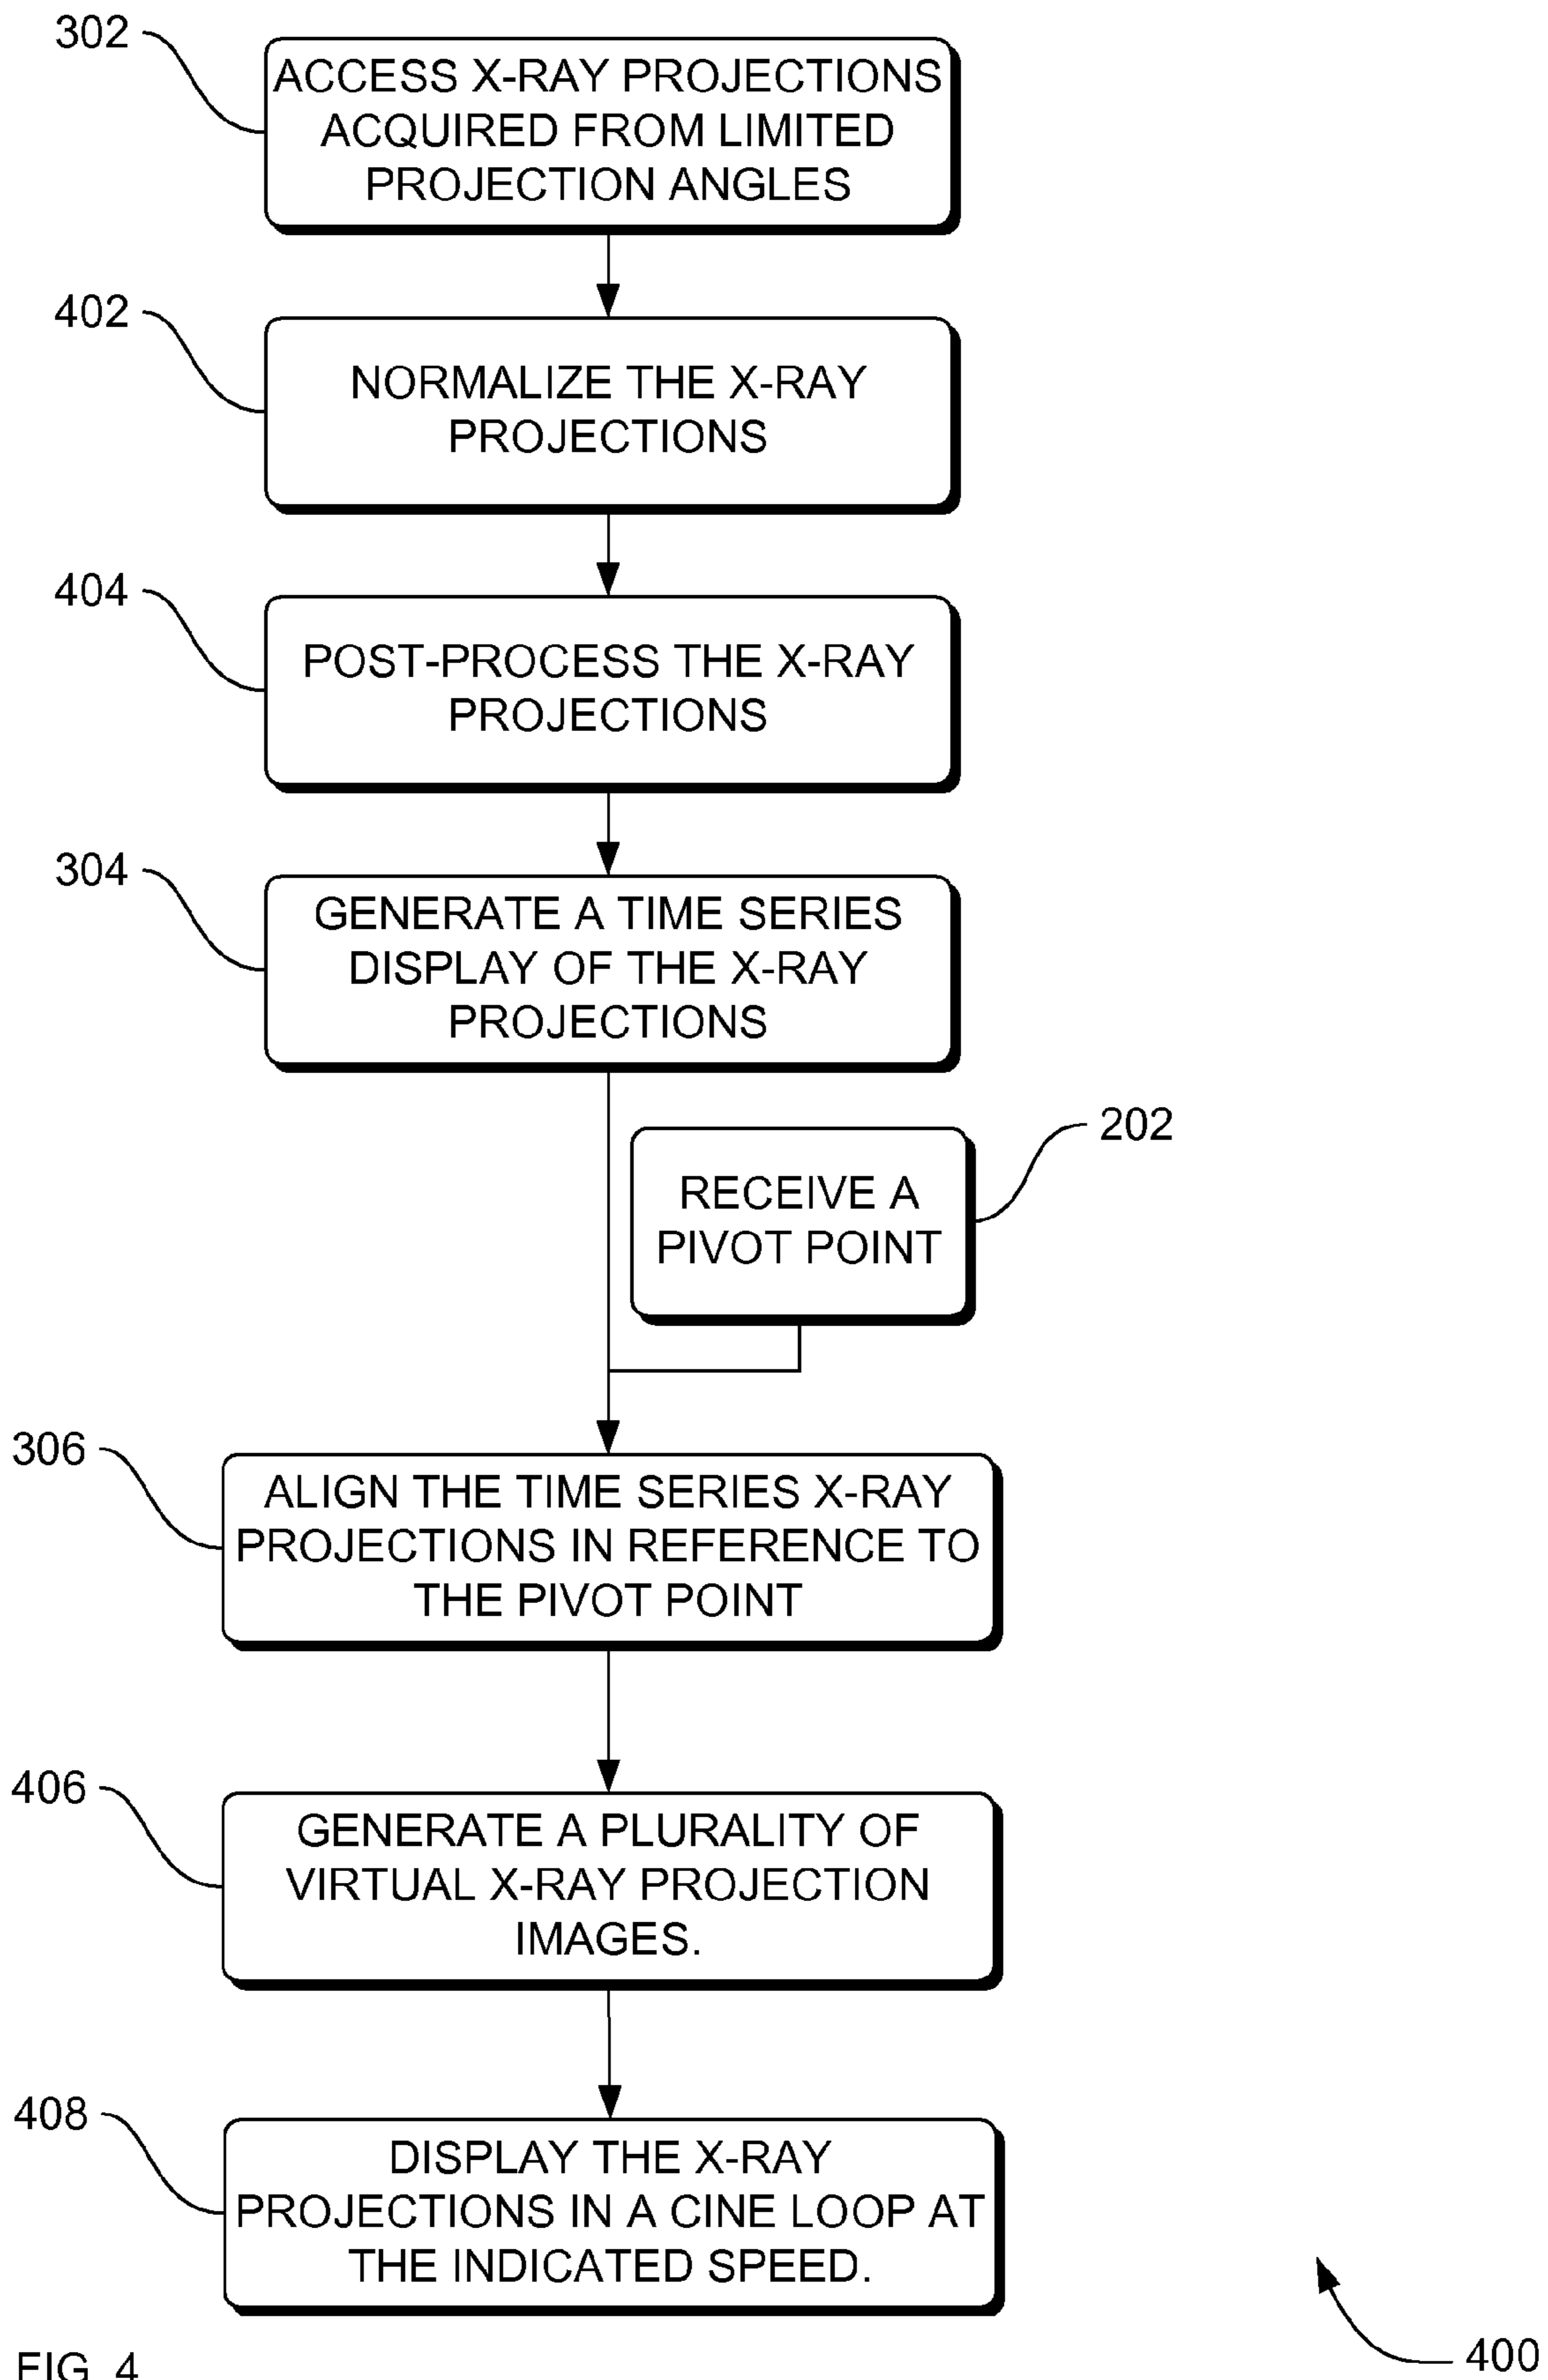 302
ACCESS X-RAY PROJECTIONS
ACQUIRED FROM LIMITED
PROJECTION ANGLES
402
NORMALIZE THE X-RAY
PROJECTIONS
404
POST-PROCESS THE X-RAY
PROJECTIONS
304
GENERATE A TIME SERIES
DISPLAY OF THE X-RAY
PROJECTIONS
202
RECEIVE A
PIVOT POINT
306
ALIGN THE TIME SERIES X-RAY
PROJECTIONS IN REFERENCE TO
THE PIVOT POINT
406
GENERATE A PLURALITY OF
VIRTUAL X-RAY PROJECTION
IMAGES.
408
DISPLAY THE X-RAY
PROJECTIONS IN A CINE LOOP AT
THE INDICATED SPEED.
400
FIG. 4